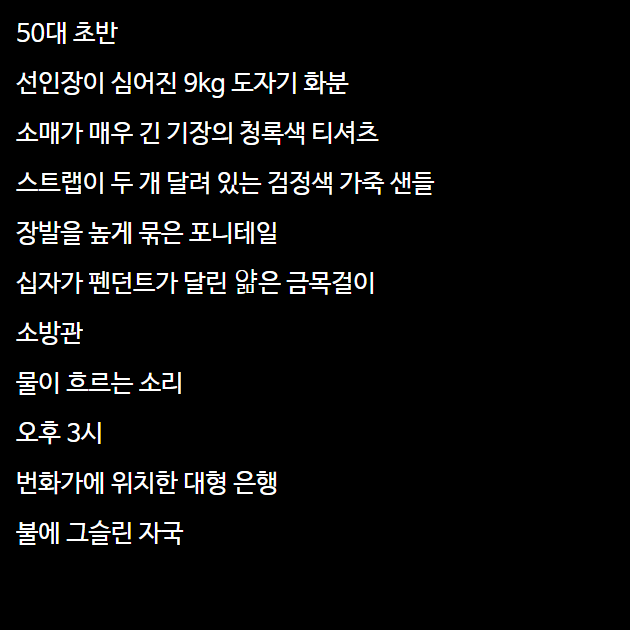 50대 초반
선인장이 심어진 9kg 도자기 화분
소매가 매우 긴 기장의 청록색 티셔츠
스트랩이 두 개 달려 있는 검정색 가죽 샌들
장발을 높게 묶은 포니테일
십자가 펜던트가 달린 얆은 금목걸이
소방관
물이 흐르는 소리
오후 3시
번화가에 위치한 대형 은행
불에 그슬린 자국